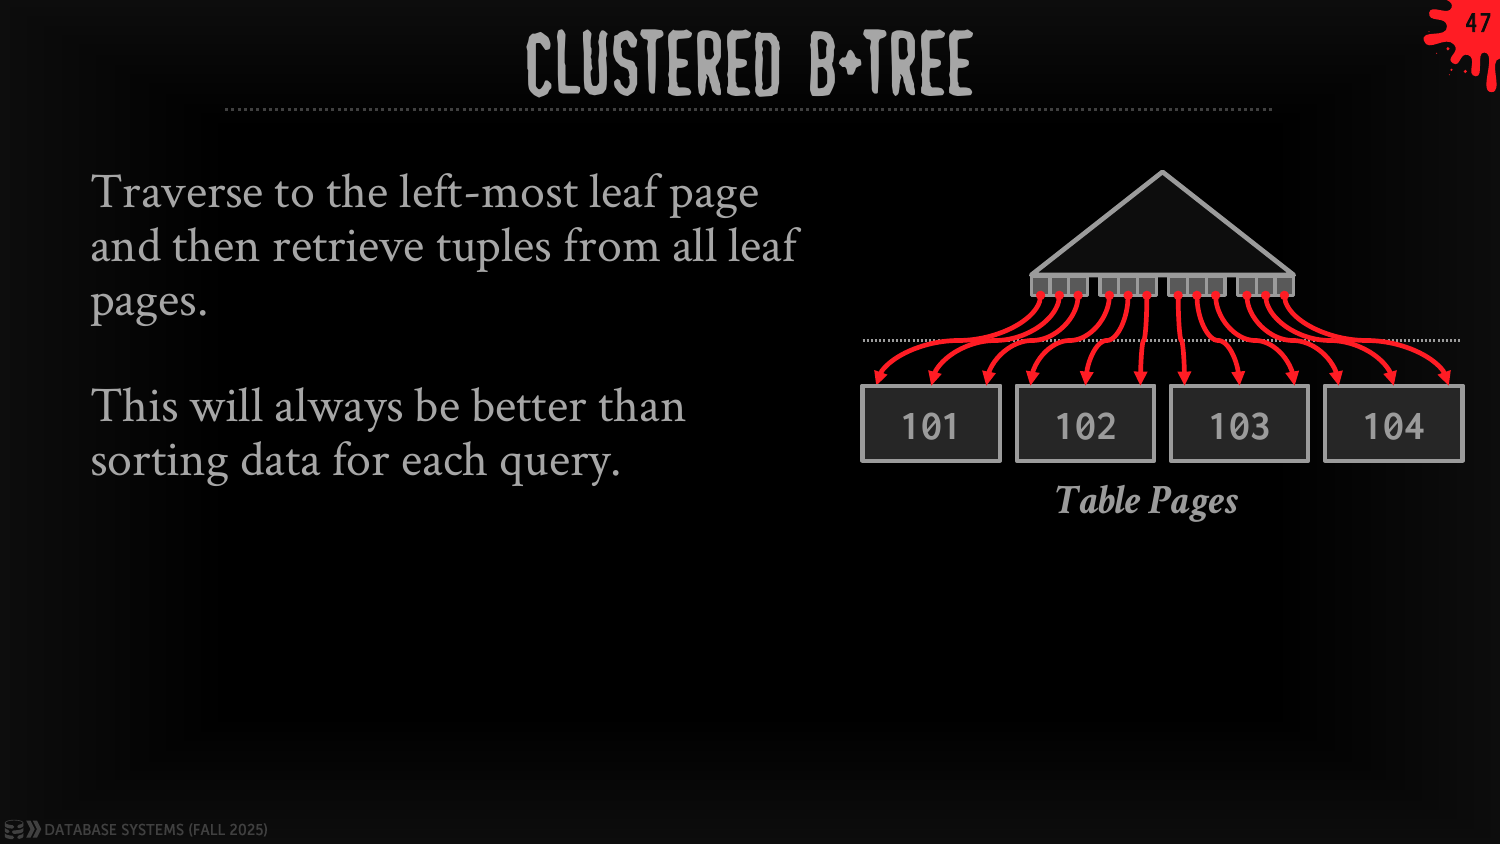 47
CLUSTERED B+TREE
Traverse to the left-most leaf page
and then retrieve tuples from all leaf
pages.
This will always be better than
sorting data for each query.
101 102 103 104
Table Pages
DATABASE SYSTEMS (FALL 2025)